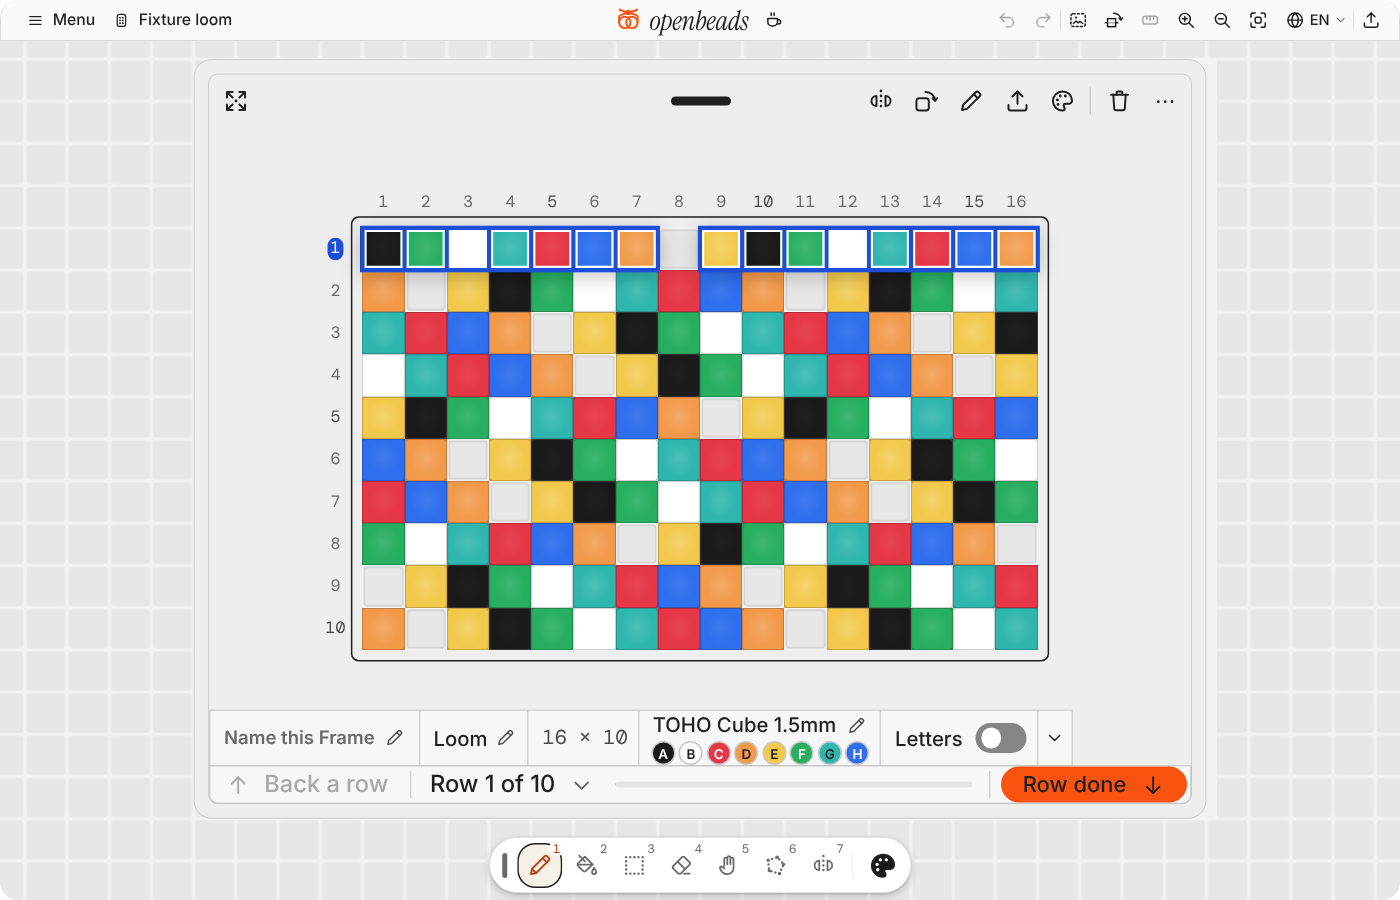 Menu
Fixture loom
openbeads
EN
1 2 3 4 5 6 7 8 9 10 11 12 13 14 15 16
1
2
3
4
5
6
7
8
9
10
Name this Frame
Loom
16 × 10
TOHO Cube 1.5mm
A B C D E F G H
Letters
Back a row
Row 1 of 10
Row done
1 2 3 4 5 6 7